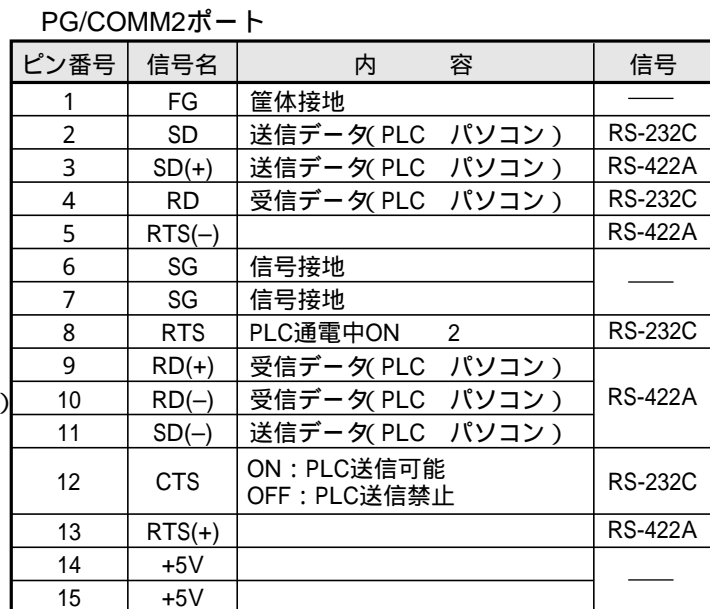 PG/COMM2ポート
ピン番号 信号名 内 容 信号
1 FG 筐体接地 ——
2 SD 送信データ(PLC パソコン) RS-232C
3 SD(+) 送信データ(PLC パソコン) RS-422A
4 RD 受信データ(PLC パソコン) RS-232C
5 RTS(–) RS-422A
6 SG 信号接地 ——
7 SG 信号接地
8 RTS PLC通電中ON 2 RS-232C
9 RD(+) 受信データ(PLC パソコン) RS-422A
) 10 RD(–) 受信データ(PLC パソコン)
11 SD(–) 送信データ(PLC パソコン)
12 CTS ON:PLC送信可能 RS-232C
OFF:PLC送信禁止
13 RTS(+) RS-422A
14 +5V ——
15 +5V